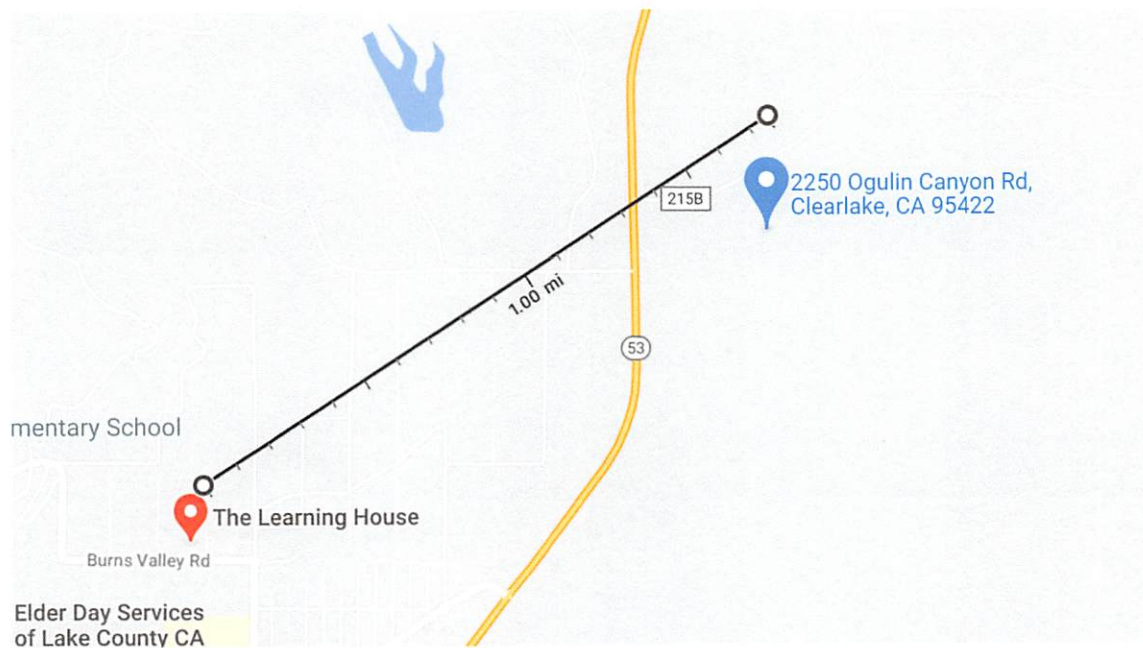 2250 Ogulin Canyon Rd,
Clearlake, CA 95422
215B
1.00 mi
53
mentary School
The Learning House
Burns Valley Rd
Elder Day Services
of Lake County CA